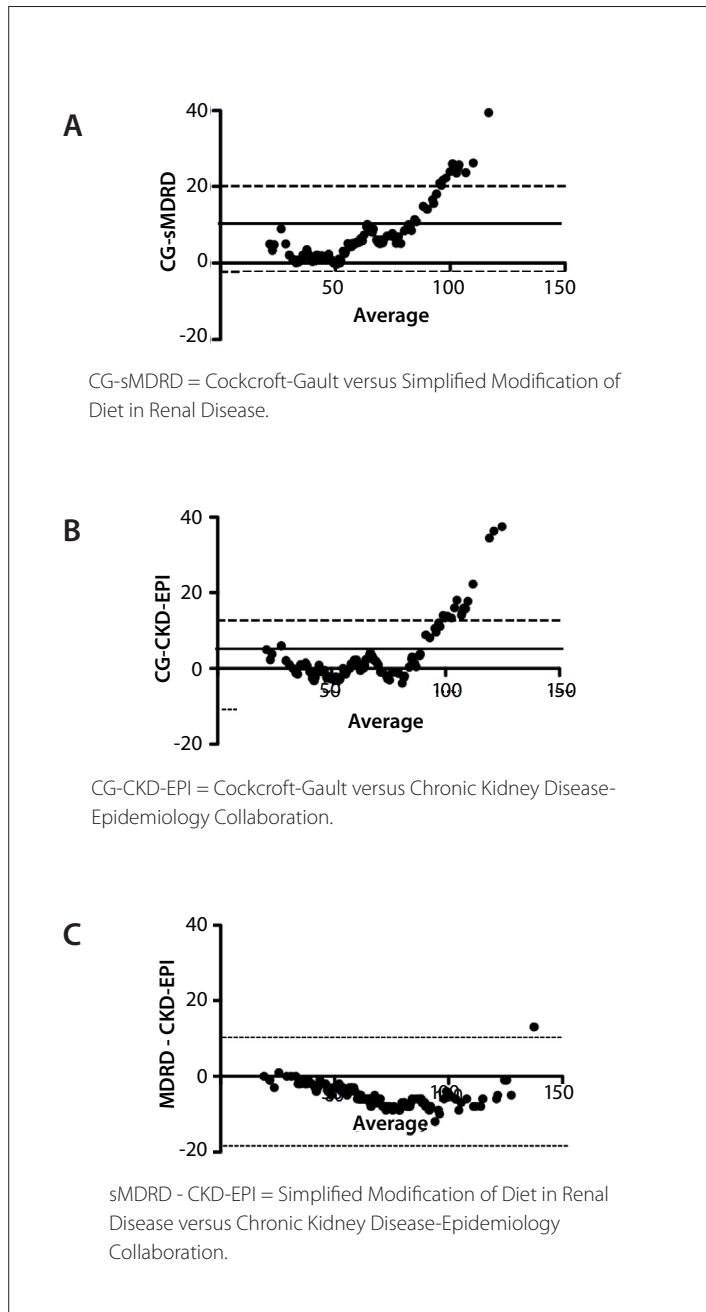 A
40
20
0
-20
CG-sMDRD
50
100
150
Average
CG-sMDRD = Cockcroft-Gault versus Simplified Modification of
Diet in Renal Disease.
B
40
20
0
-20
CG-CKD-EPI
50
100
150
Average
CG-CKD-EPI = Cockcroft-Gault versus Chronic Kidney Disease-
Epidemiology Collaboration.
C
40
20
0
-20
MDRD - CKD-EPI
50
100
150
Average
sMDRD - CKD-EPI = Simplified Modification of Diet in Renal
Disease versus Chronic Kidney Disease-Epidemiology
Collaboration.